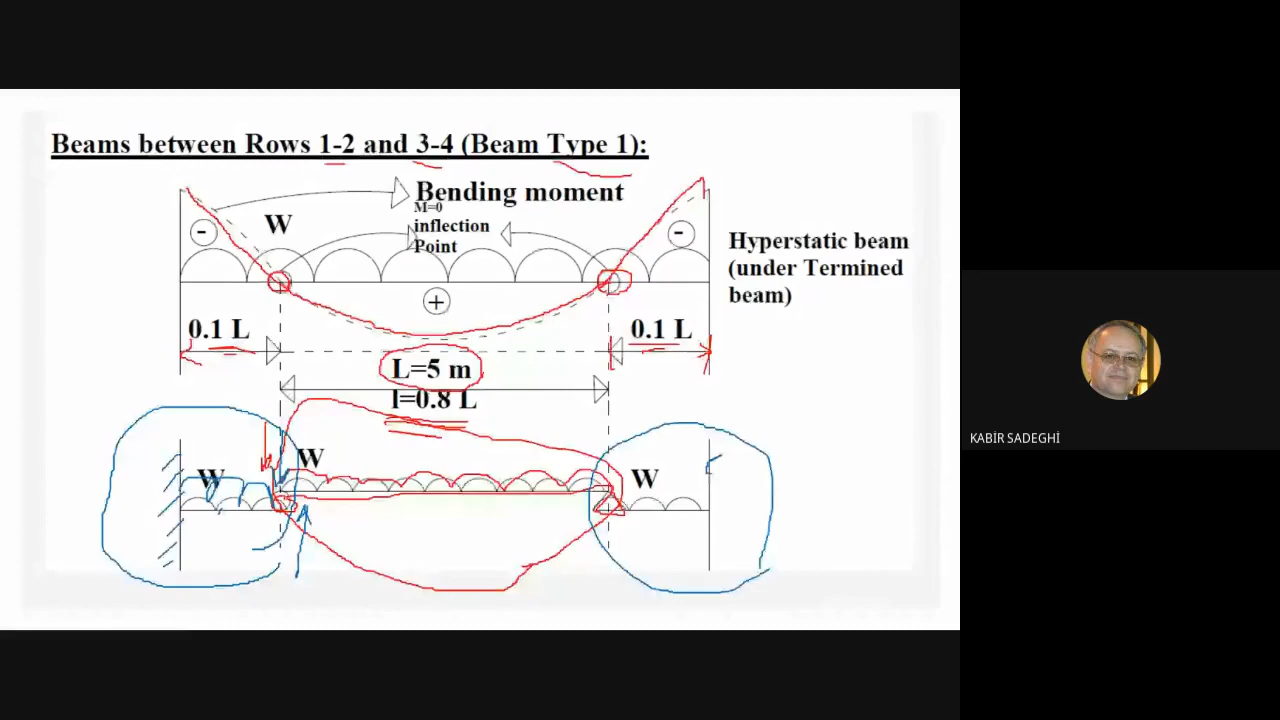 Beams between Rows 1-2 and 3-4 (Beam Type 1):
Bending moment
M=0
inflection
Point
W
-
-
+
Hyperstatic beam
(under Termined
beam)
0.1 L
0.1 L
L=5 m
l=0.8 L
W
W
W
KABİR SADEGHİ